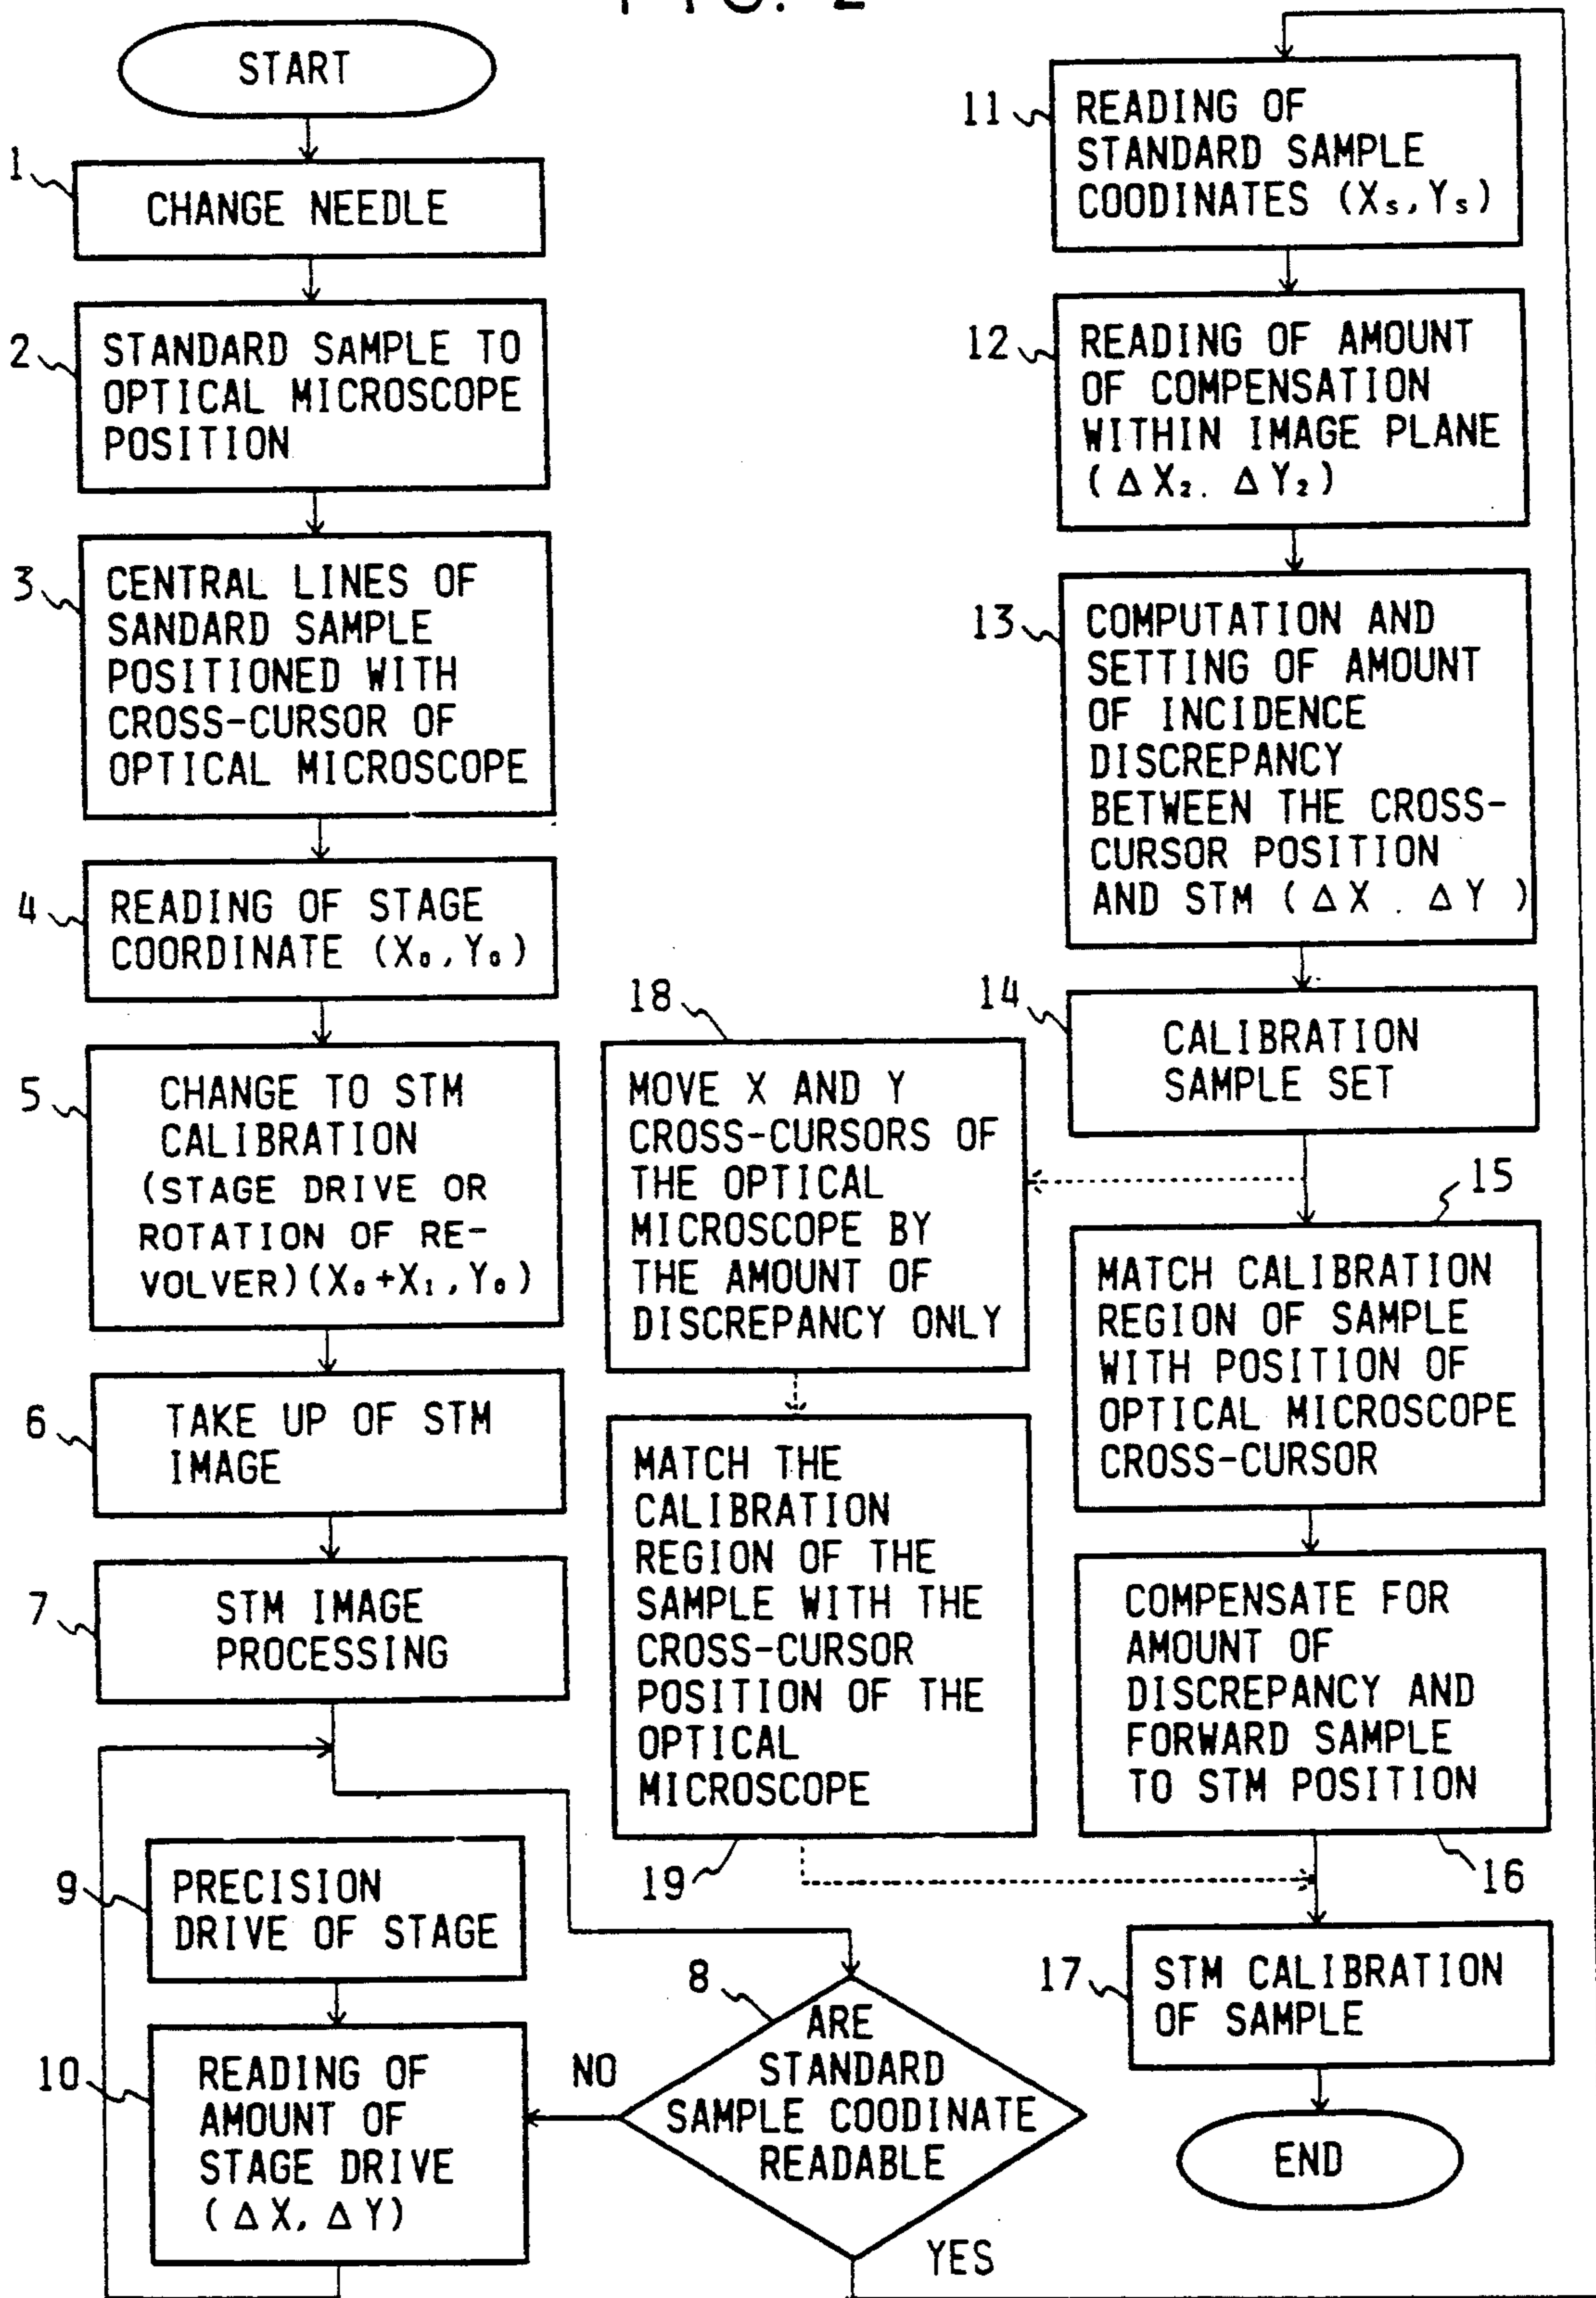 FIG. 2
START
1
CHANGE NEEDLE
2
STANDARD SAMPLE TO
OPTICAL MICROSCOPE
POSITION
3
CENTRAL LINES OF
SANDARD SAMPLE
POSITIONED WITH
CROSS-CURSOR OF
OPTICAL MICROSCOPE
4
READING OF STAGE
COORDINATE (X₀,Y₀)
5
CHANGE TO STM
CALIBRATION
(STAGE DRIVE OR
ROTATION OF RE-
VOLVER)(X₀+X₁,Y₀)
6
TAKE UP OF STM
IMAGE
7
STM IMAGE
PROCESSING
9
PRECISION
DRIVE OF STAGE
10
READING OF
AMOUNT OF
STAGE DRIVE
(ΔX, ΔY)
8
ARE
STANDARD
SAMPLE COODINATE
READABLE
NO
YES
11
READING OF
STANDARD SAMPLE
COODINATES (Xₛ,Yₛ)
12
READING OF AMOUNT
OF COMPENSATION
WITHIN IMAGE PLANE
(ΔX₂. ΔY₂)
13
COMPUTATION AND
SETTING OF AMOUNT
OF INCIDENCE
DISCREPANCY
BETWEEN THE CROSS-
CURSOR POSITION
AND STM (ΔX . ΔY )
14
CALIBRATION
SAMPLE SET
15
MATCH CALIBRATION
REGION OF SAMPLE
WITH POSITION OF
OPTICAL MICROSCOPE
CROSS-CURSOR
COMPENSATE FOR
AMOUNT OF
DISCREPANCY AND
FORWARD SAMPLE
TO STM POSITION
16
18
MOVE X AND Y
CROSS-CURSORS OF
THE OPTICAL
MICROSCOPE BY
THE AMOUNT OF
DISCREPANCY ONLY
MATCH THE
CALIBRATION
REGION OF THE
SAMPLE WITH THE
CROSS-CURSOR
POSITION OF THE
OPTICAL
MICROSCOPE
19
17
STM CALIBRATION
OF SAMPLE
END